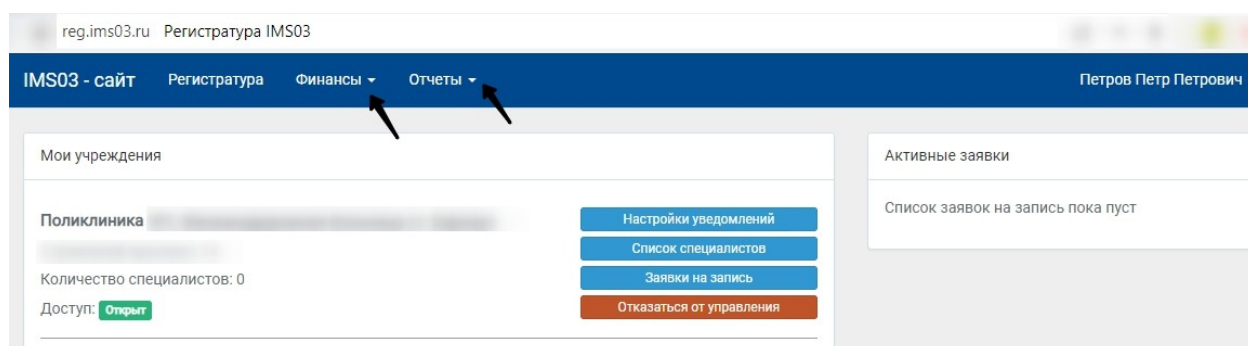 reg.ims03.ru Регистратура IMS03
IMS03 - сайт Регистратура Финансы Отчеты Петров Петр Петрович
Мои учреждения
Поликлиника
Количество специалистов: 0
Доступ: Открыт
Настройки уведомлений
Список специалистов
Заявки на запись
Отказаться от управления
Активные заявки
Список заявок на запись пока пуст